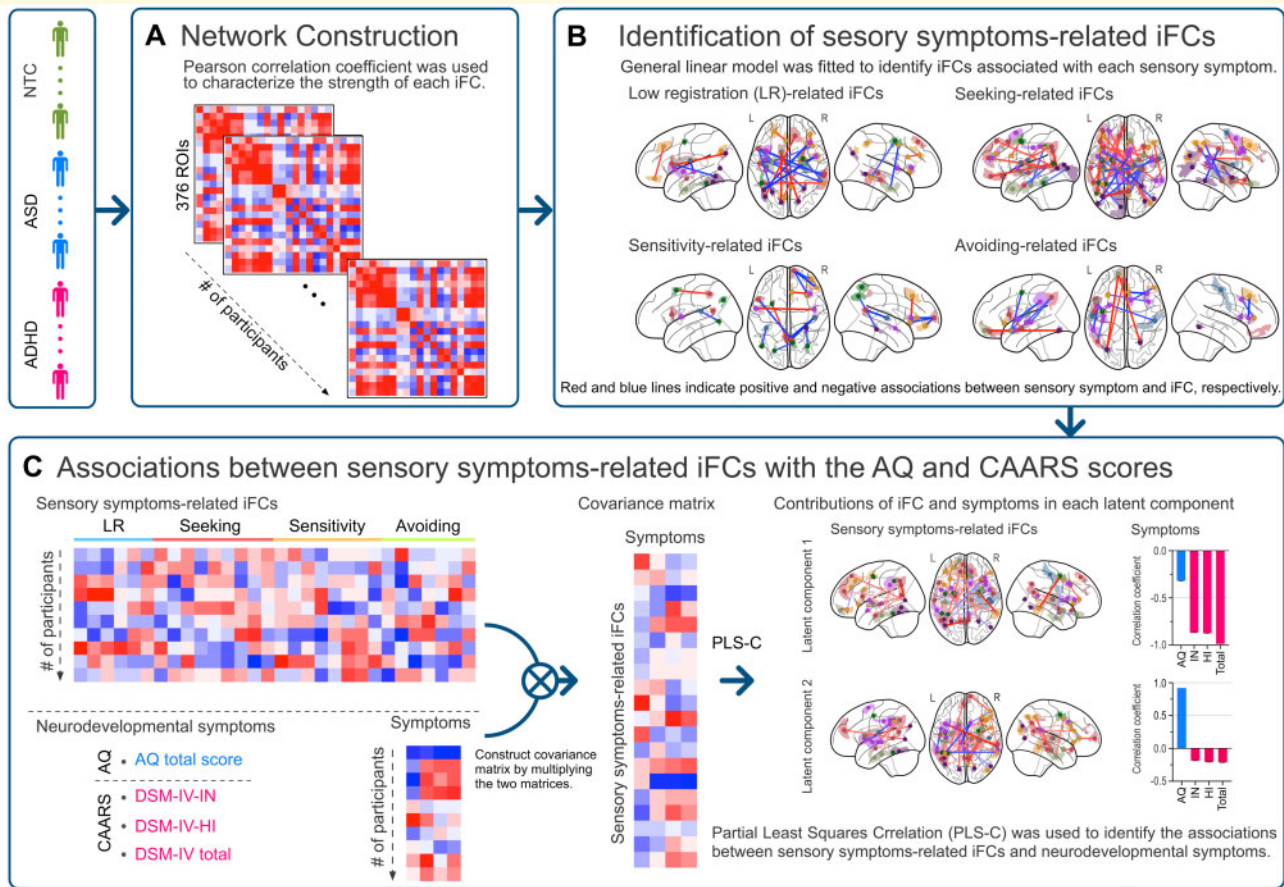 NTC
ASD
ADHD
A Network Construction
Pearson correlation coefficient was used
to characterize the strength of each iFC.
376 ROIs
# of participants
B Identification of sesory symptoms-related iFCs
General linear model was fitted to identify iFCs associated with each sensory symptom.
Low registration (LR)-related iFCs
Seeking-related iFCs
L R
L R
Sensitivity-related iFCs
Avoiding-related iFCs
L R
L R
Red and blue lines indicate positive and negative associations between sensory symptom and iFC, respectively.
C Associations between sensory symptoms-related iFCs with the AQ and CAARS scores
Sensory symptoms-related iFCs
LR Seeking Sensitivity Avoiding
# of participants
Neurodevelopmental symptoms
AQ
• AQ total score
CAARS
• DSM-IV-IN
• DSM-IV-HI
• DSM-IV total
Symptoms
# of participants
Construct covariance
matrix by multiplying
the two matrices.
Covariance matrix
Symptoms
Sensory symptoms-related iFCs
PLS-C
Contributions of iFC and symptoms in each latent component
Sensory symptoms-related iFCs
Symptoms
Latent component 1
L R
Correlation coefficient
0.0
-0.5
-1.0
AQ IN HI Total
Latent component 2
L R
Correlation coefficient
1.0
0.5
0.0
-0.5
AQ IN HI Total
Partial Least Squares Crrelation (PLS-C) was used to identify the associations
between sensory symptoms-related iFCs and neurodevelopmental symptoms.